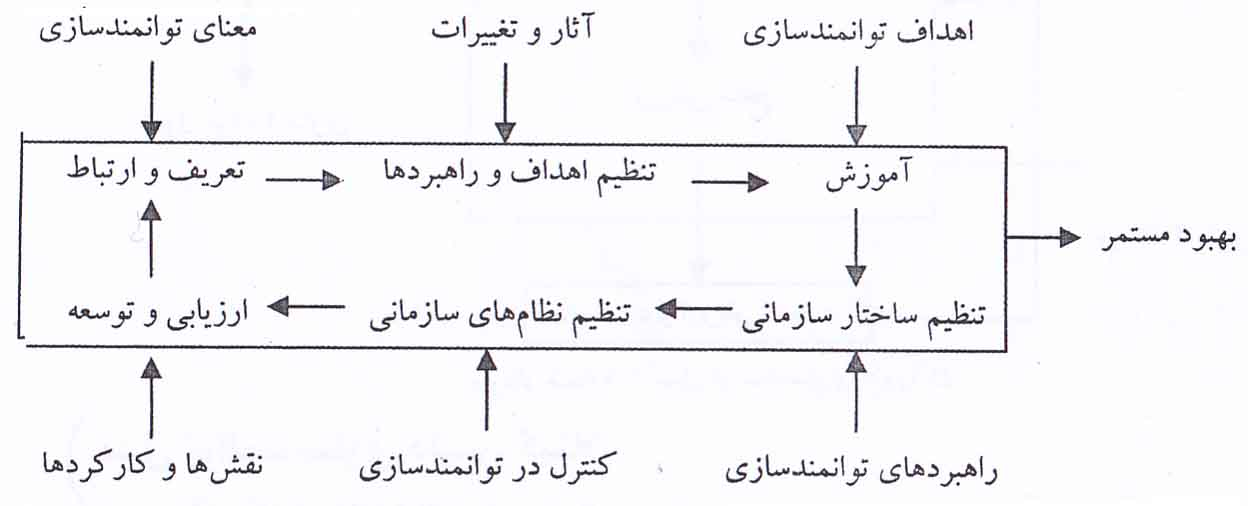 اهداف توانمندسازی
آثار و تغییرات
معنای توانمندسازی
آموزش
تنظیم اهداف و راهبردها
تعریف و ارتباط
بهبود مستمر
تنظیم ساختار سازمانی
تنظیم نظام‌های سازمانی
ارزیابی و توسعه
راهبردهای توانمندسازی
کنترل در توانمندسازی
نقش‌ها و کارکردها